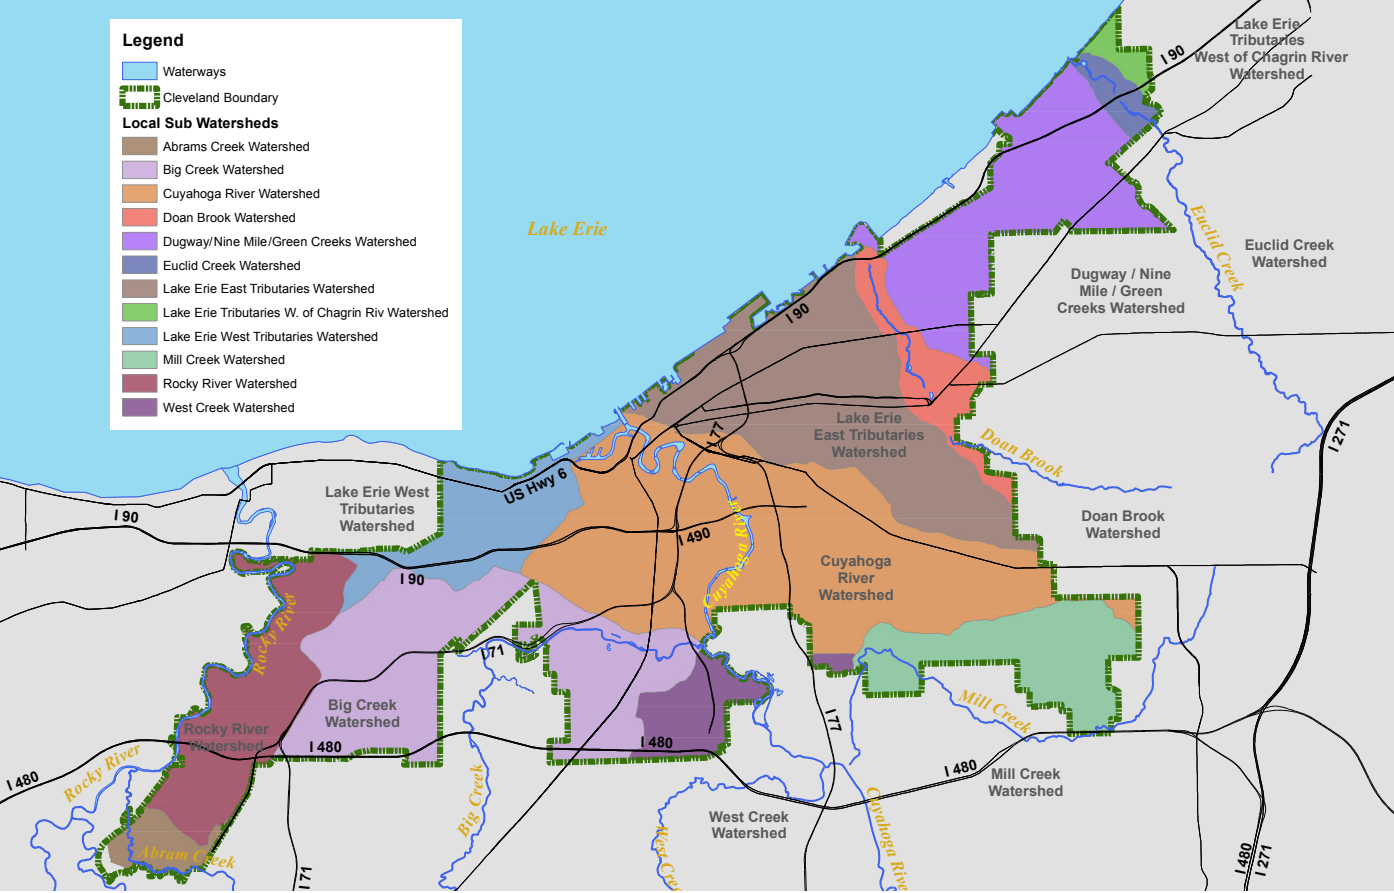 Legend
Waterways
Cleveland Boundary
Local Sub Watersheds
Abrams Creek Watershed
Big Creek Watershed
Cuyahoga River Watershed
Doan Brook Watershed
Dugway/Nine Mile/Green Creeks Watershed
Euclid Creek Watershed
Lake Erie East Tributaries Watershed
Lake Erie Tributaries W. of Chagrin Riv Watershed
Lake Erie West Tributaries Watershed
Mill Creek Watershed
Rocky River Watershed
West Creek Watershed
Lake Erie
Tributaries
West of Chagrin River
Watershed
I 90
Lake Erie
Euclid Creek
Euclid Creek
Watershed
Dugway / Nine
Mile / Green
Creeks Watershed
I 90
Lake Erie
East Tributaries
Watershed
I 77
Doan Brook
I 271
US Hwy 6
Lake Erie West
Tributaries
Watershed
I 90
Doan Brook
Watershed
I 490
Cuyahoga River
I 90
Cuyahoga
River
Watershed
Rocky River
I 71
Big Creek
Watershed
Mill Creek
I 77
Rocky River
Watershed
I 480
I 480
Rocky River
I 480
I 480
Mill Creek
Watershed
Big Creek
West Creek
Watershed
Cuyahoga River
West Cree
Abram Creek
I 71
I 480
I 271